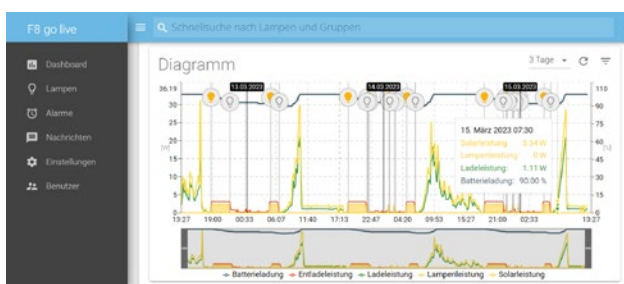 F8 go live
Schnellsuche nach Lampen und Gruppen
Dashboard
Lampen
Alarme
Nachrichten
Einstellungen
Benutzer
Diagramm
3 Tage
36.19
30
25
20
15
10
5
0
[W]
13.03.2023
14.03.2023
15.03.2023
110
90
75
60
45
30
15
0
[%]
15. März 2023 07:30
Solarleistung: 3.34 W
Lampenleistung: 0 W
Ladeleistung: 1.11 W
Batterieladung: 90.00 %
13:27 19:00 00:33 06:07 11:40 17:13 22:47 04:20 09:53 15:27 21:00 02:33 13:27
Batterieladung Entladeleistung Ladeleistung Lampenleistung Solarleistung